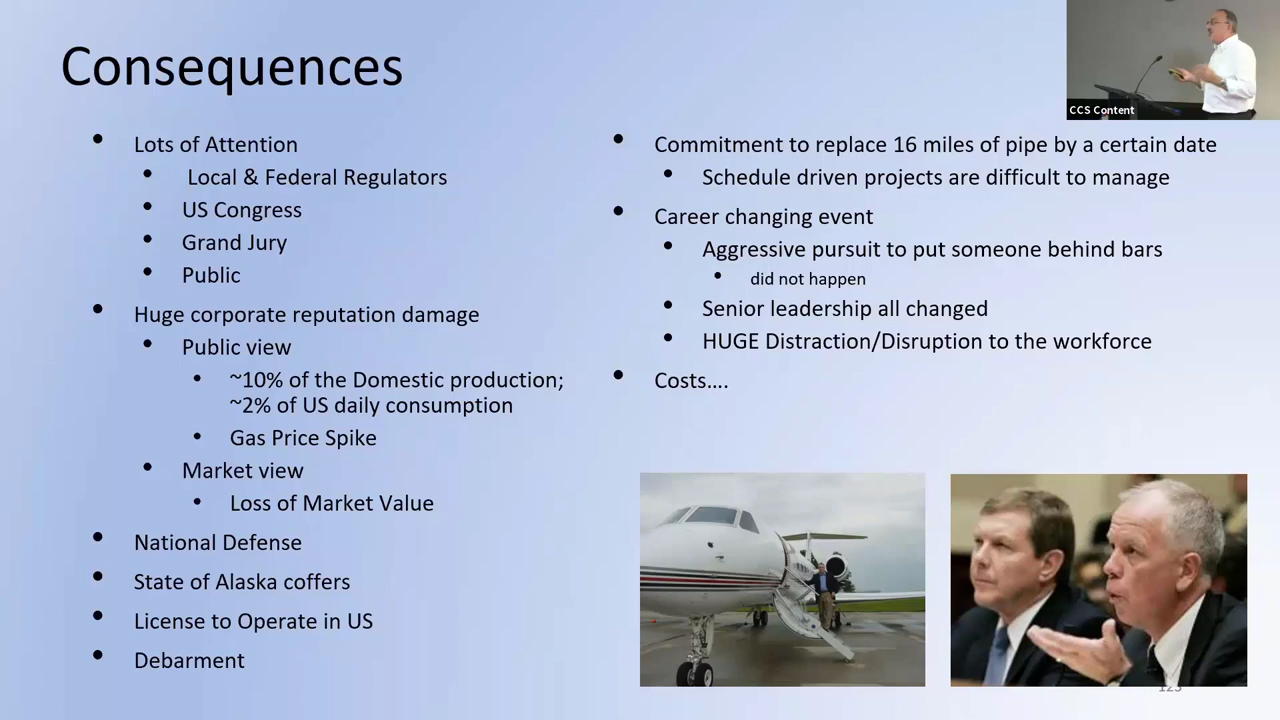 Consequences
CCS Content
• Lots of Attention
• Local & Federal Regulators
• US Congress
• Grand Jury
• Public
• Huge corporate reputation damage
• Public view
• ~10% of the Domestic production;
~2% of US daily consumption
• Gas Price Spike
• Market view
• Loss of Market Value
• National Defense
• State of Alaska coffers
• License to Operate in US
• Debarment
• Commitment to replace 16 miles of pipe by a certain date
• Schedule driven projects are difficult to manage
• Career changing event
• Aggressive pursuit to put someone behind bars
• did not happen
• Senior leadership all changed
• HUGE Distraction/Disruption to the workforce
• Costs....